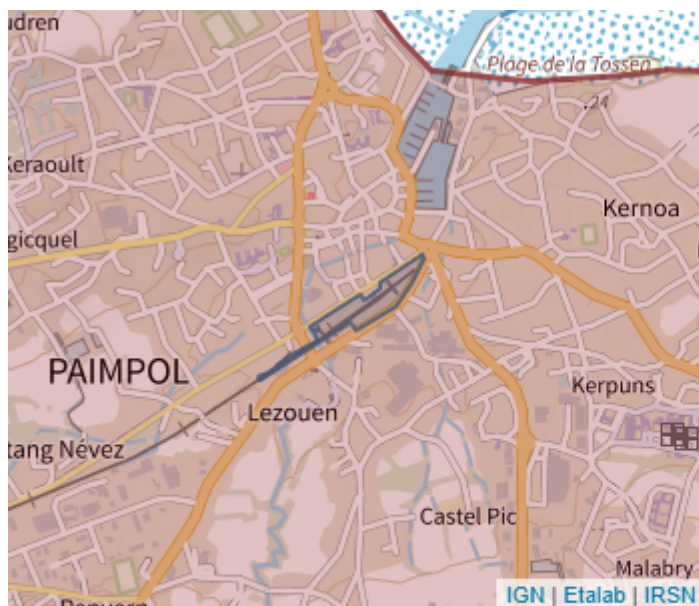 udren
Plage de la Tossen
24
Keraoult
Kernoa
gicquel
PAIMPOL
Kerpuns
Lezouen
tang Névez
Castel Pic
Malabry
IGN | Etalab | IRSN